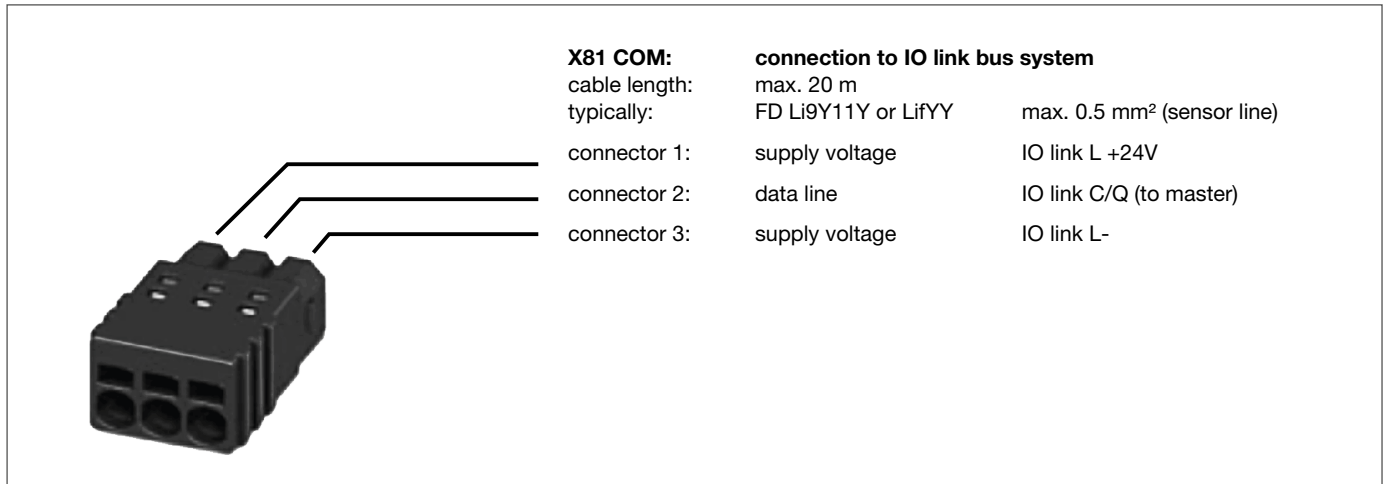 X81 COM: connection to IO link bus system
cable length: max. 20 m
typically: FD Li9Y11Y or LifYY max. 0.5 mm² (sensor line)
connector 1: supply voltage IO link L +24V
connector 2: data line IO link C/Q (to master)
connector 3: supply voltage IO link L-